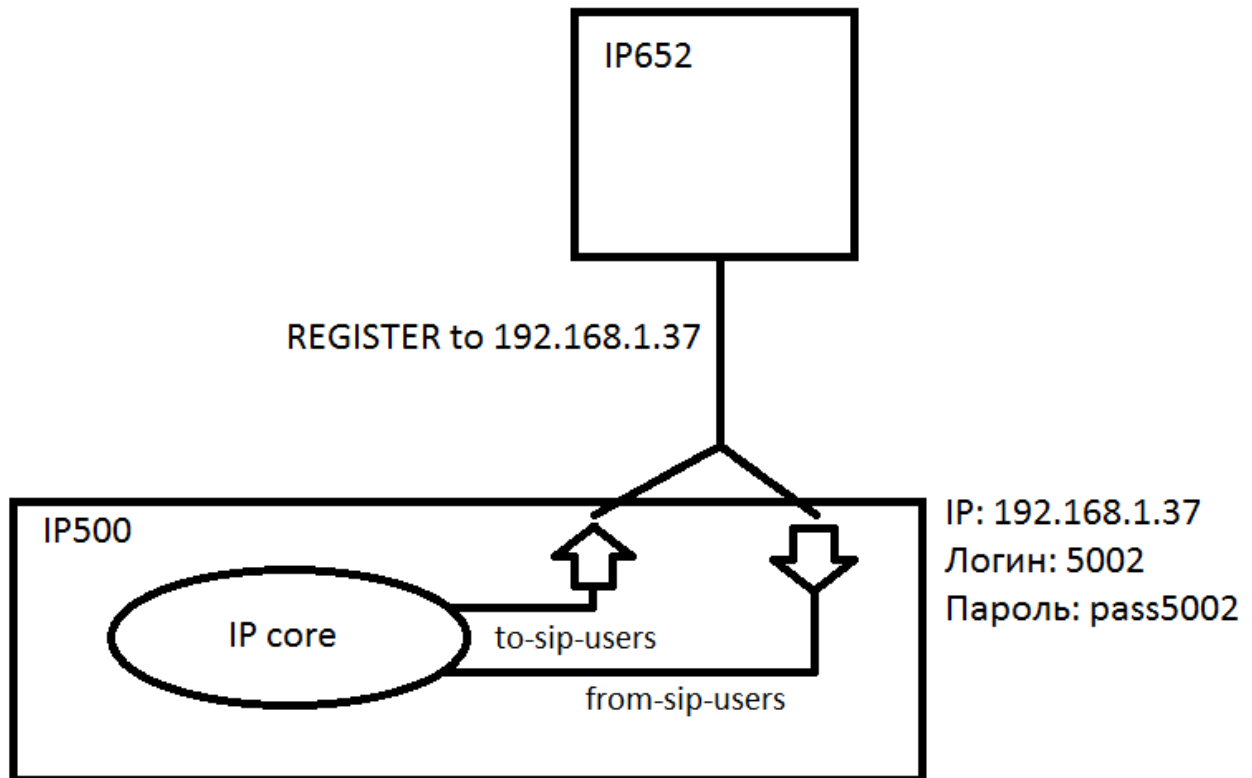 IP652
REGISTER to 192.168.1.37
IP500
IP: 192.168.1.37
Логин: 5002
Пароль: pass5002
IP core
to-sip-users
from-sip-users